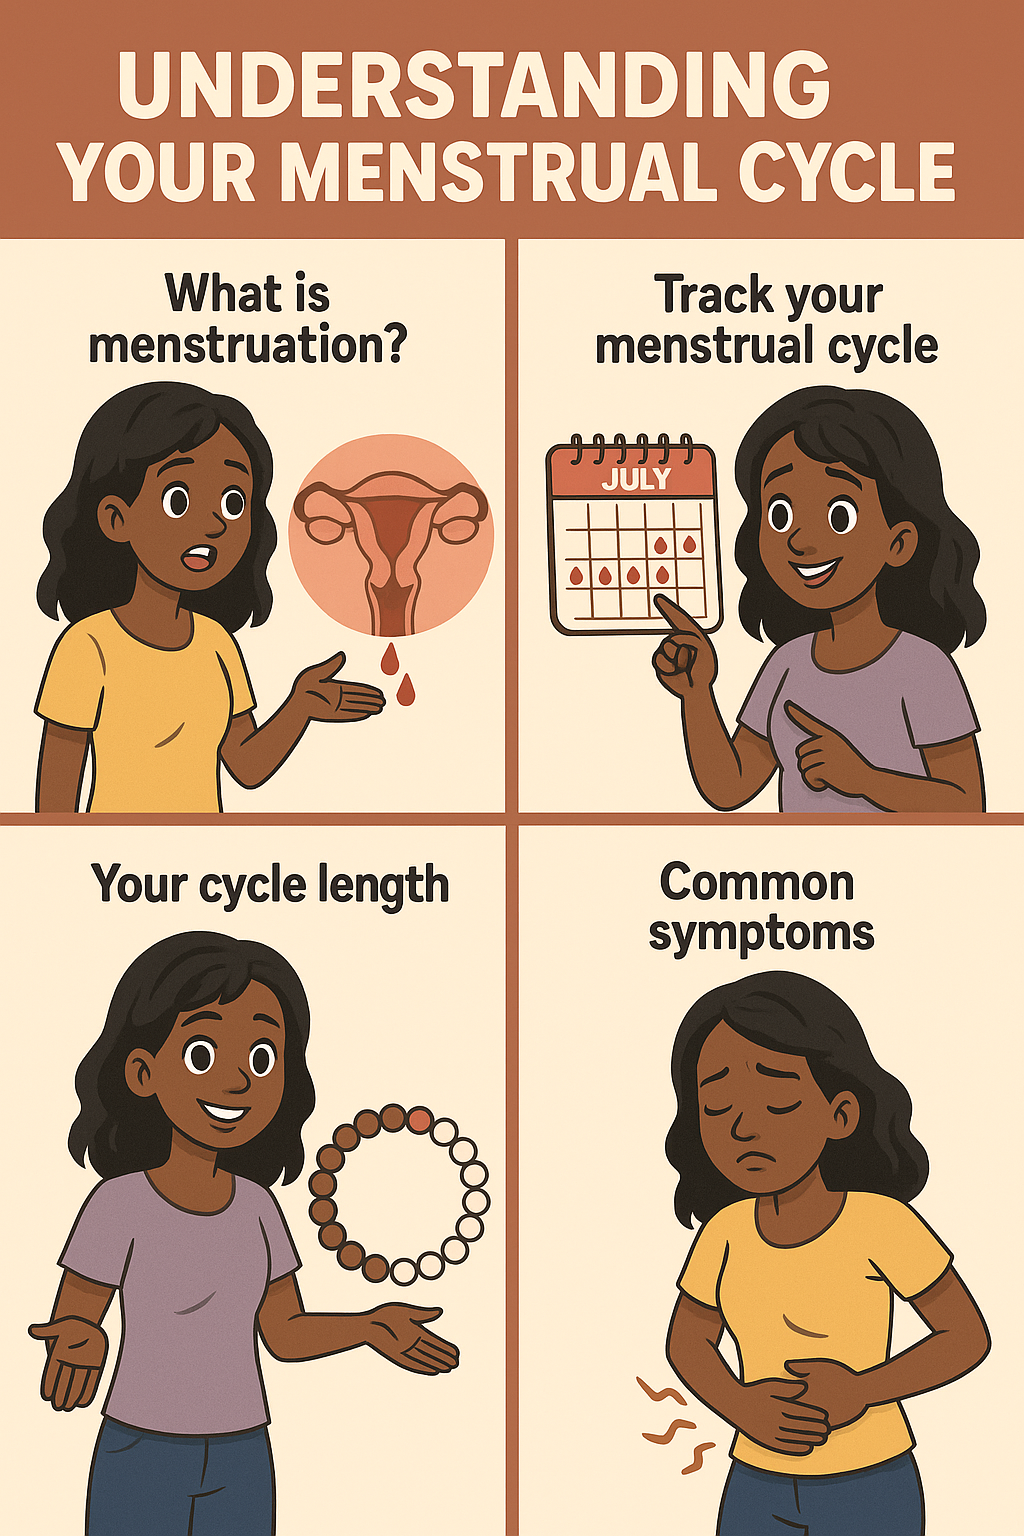 UNDERSTANDING
YOUR MENSTRUAL CYCLE
What is
menstruation?
Track your
menstrual cycle
JULY
Your cycle length
Common
symptoms